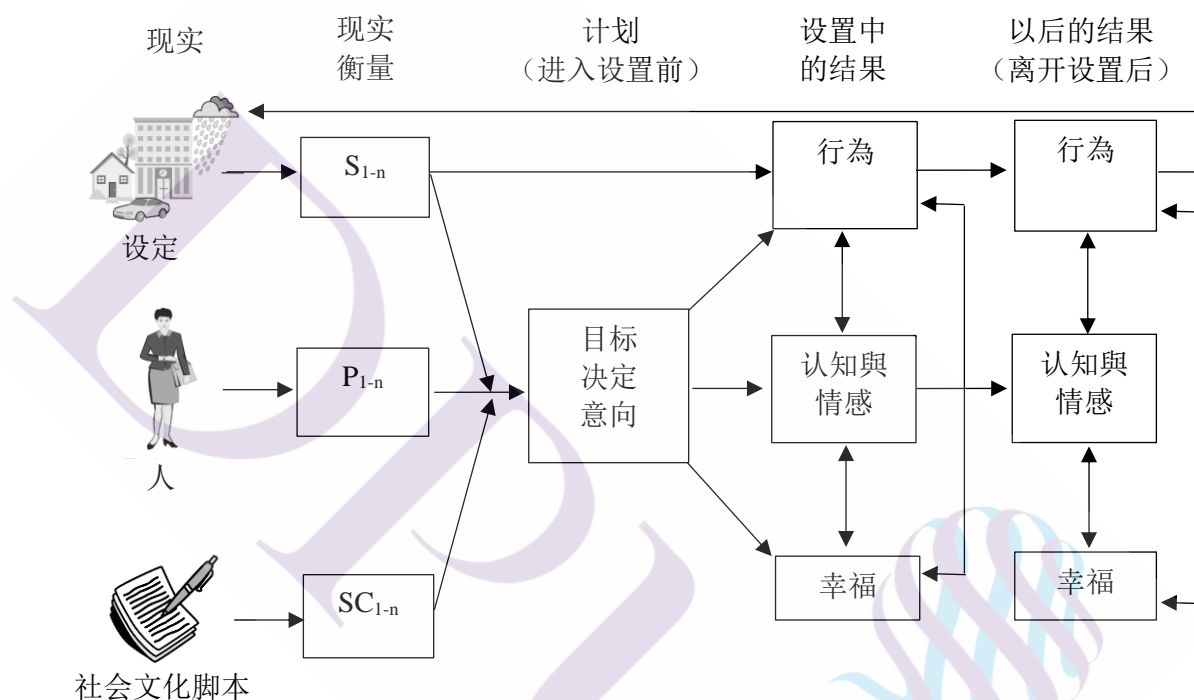 现实
现实
衡量
计划
（进入设置前）
设置中
的结果
以后的结果
（离开设置后）
设定
S1-n
行為
行為
人
P1-n
目标
决定
意向
认知與
情感
认知與
情感
社会文化脚本
SC1-n
幸福
幸福
DPI